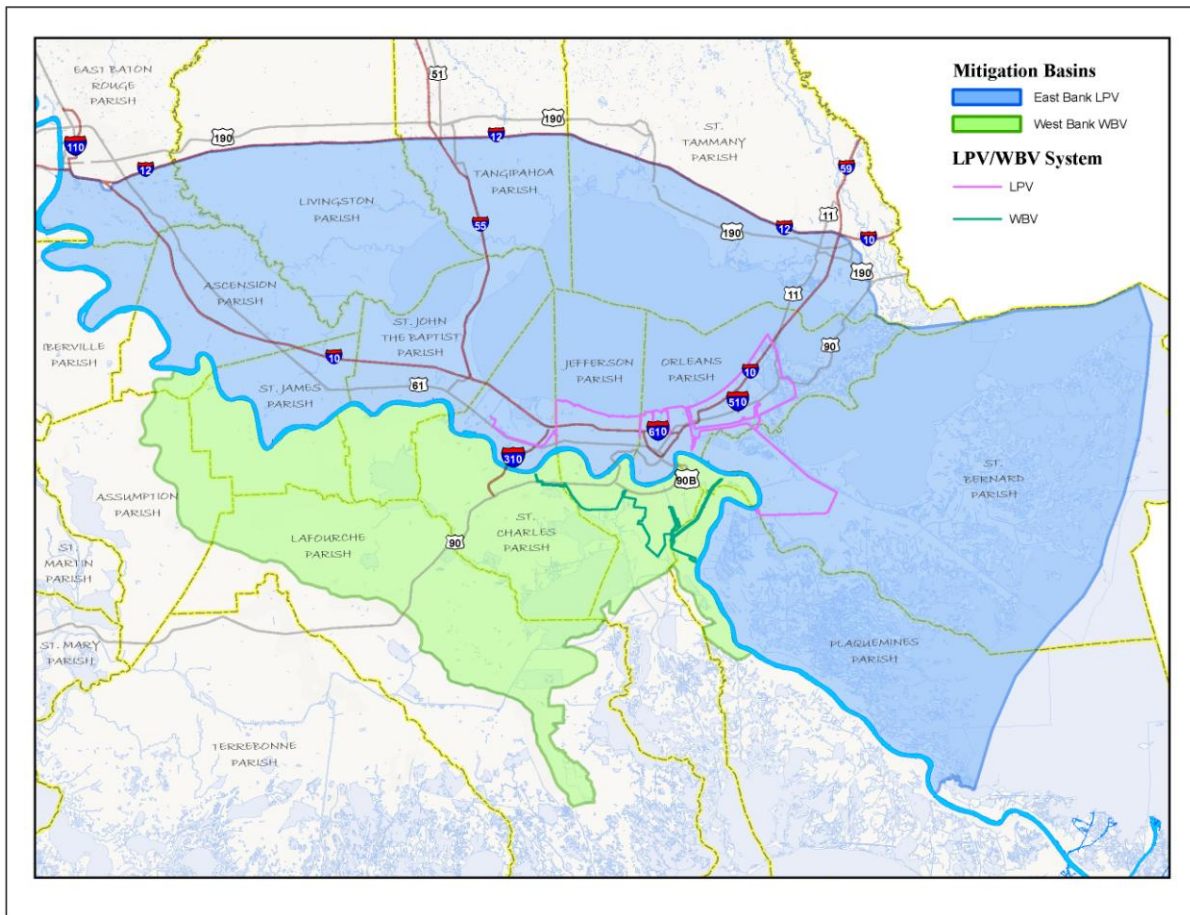 EAST BATON
ROUGE
PARISH
51
190
190
110
12
12
ST.
TAMMANY
PARISH
59
TANGIPAHOA
PARISH
LIVINGSTON
PARISH
55
11
12
190
10
190
ASCENSION
PARISH
11
ST. JOHN
THE BAPTIST
PARISH
IBERVILLE
PARISH
10
61
JEFFERSON
PARISH
ORLEANS
PARISH
90
10
510
ST. JAMES
PARISH
610
310
90B
ST.
BERNARD
PARISH
ASSUMPTION
PARISH
ST.
CHARLES
PARISH
LAFOURCHE
PARISH
90
ST.
MARTIN
PARISH
ST. MARY
PARISH
PLAQUEMINES
PARISH
TERREBONNE
PARISH
Mitigation Basins
East Bank LPV
West Bank WBV
LPV/WBV System
LPV
WBV